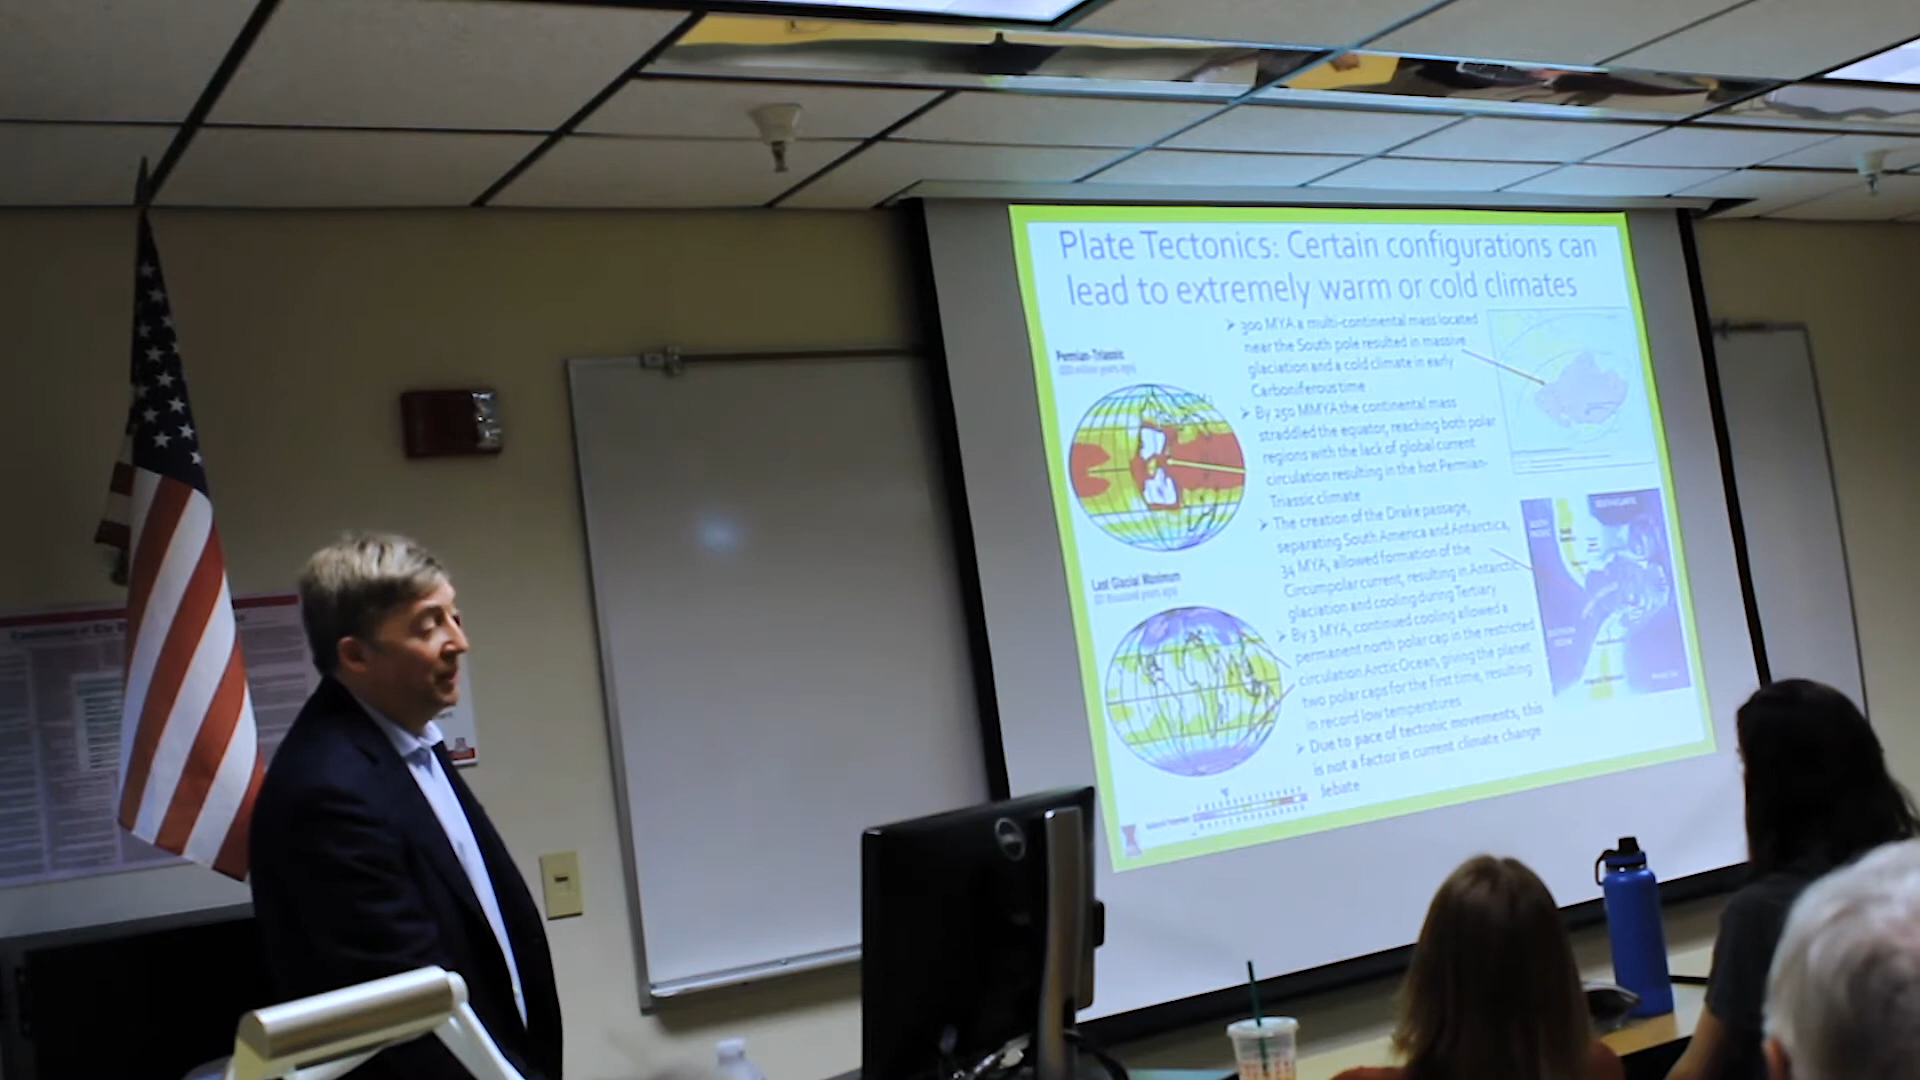 Plate Tectonics: Certain configurations can
lead to extremely warm or cold climates
Permian-Triassic
➢ 300 MYA a multi-continental mass located
near the South pole resulted in massive
glaciation and a cold climate in early
Carboniferous time
➢ By 250 MMYA the continental mass
straddled the equator, reaching both polar
regions with the lack of global current
circulation resulting in the hot Permian-
Triassic climate
➢ The creation of the Drake passage,
separating South America and Antarctica,
34 MYA, allowed formation of the
Circumpolar current, resulting in Antarctic
glaciation and cooling during Tertiary
➢ By 3 MYA, continued cooling allowed a
permanent north polar cap in the restricted
circulation Arctic Ocean, giving the planet
two polar caps for the first time, resulting
in record low temperatures
➢ Due to pace of tectonic movements, this
is not a factor in current climate change
debate
Last Glacial Maximum
DELL